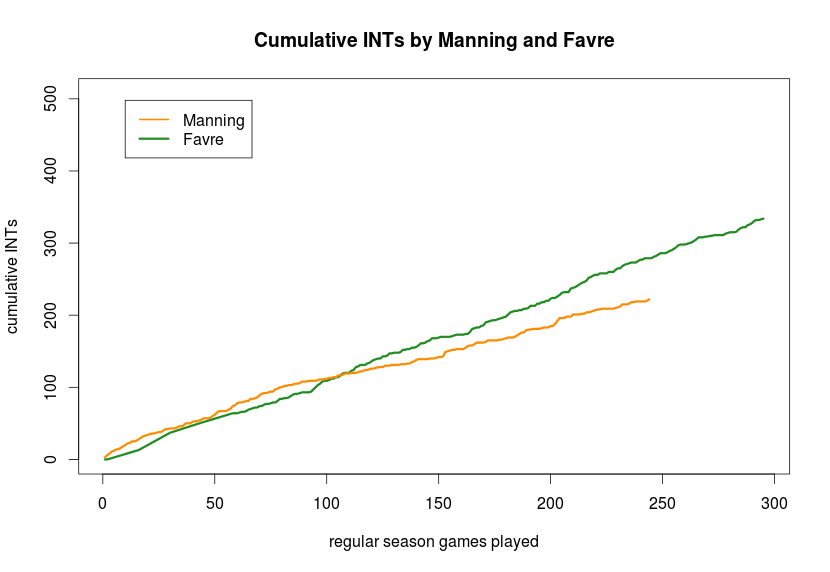 Cumulative INTs by Manning and Favre
cumulative INTs
500
400
300
200
100
0
Manning
Favre
0 50 100 150 200 250 300
regular season games played